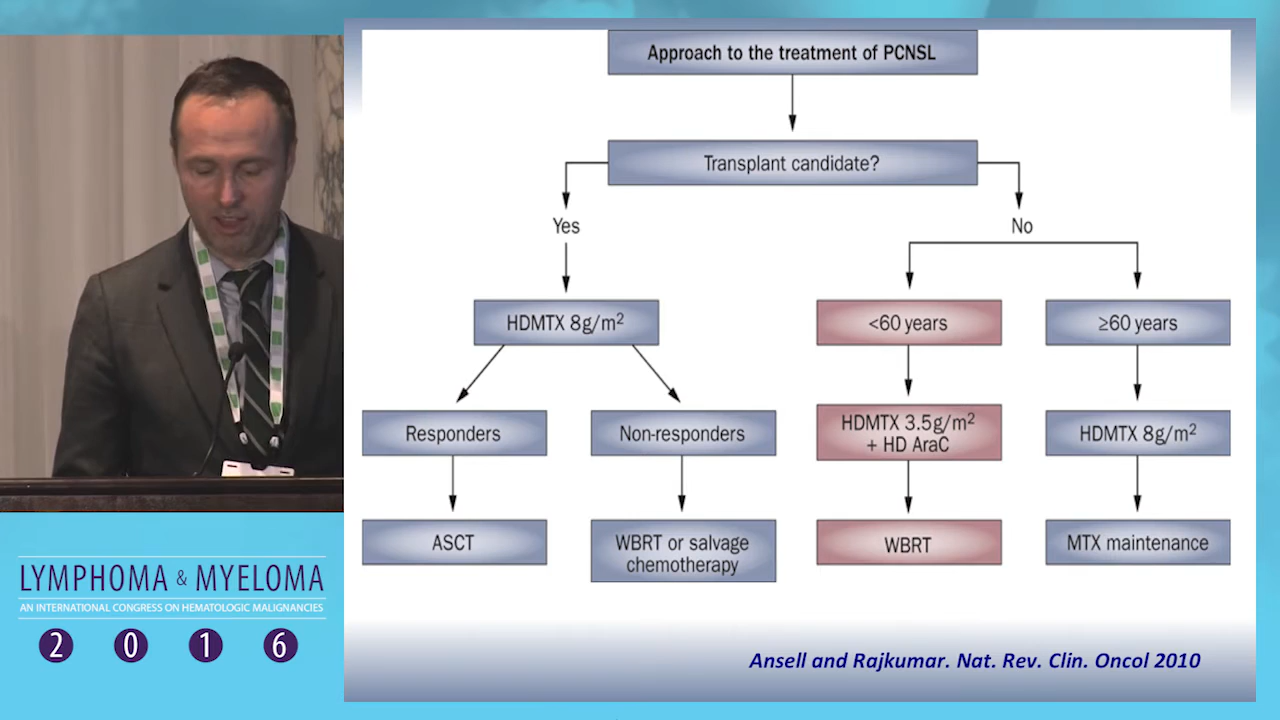 Approach to the treatment of PCNSL
Transplant candidate?
Yes
No
HDMTX 8g/m²
<60 years
≥60 years
Responders
Non-responders
HDMTX 3.5g/m²
+ HD AraC
HDMTX 8g/m²
ASCT
WBRT or salvage
chemotherapy
WBRT
MTX maintenance
Ansell and Rajkumar. Nat. Rev. Clin. Oncol 2010
LYMPHOMA & MYELOMA
AN INTERNATIONAL CONGRESS ON HEMATOLOGIC MALIGNANCIES
2 0 1 6